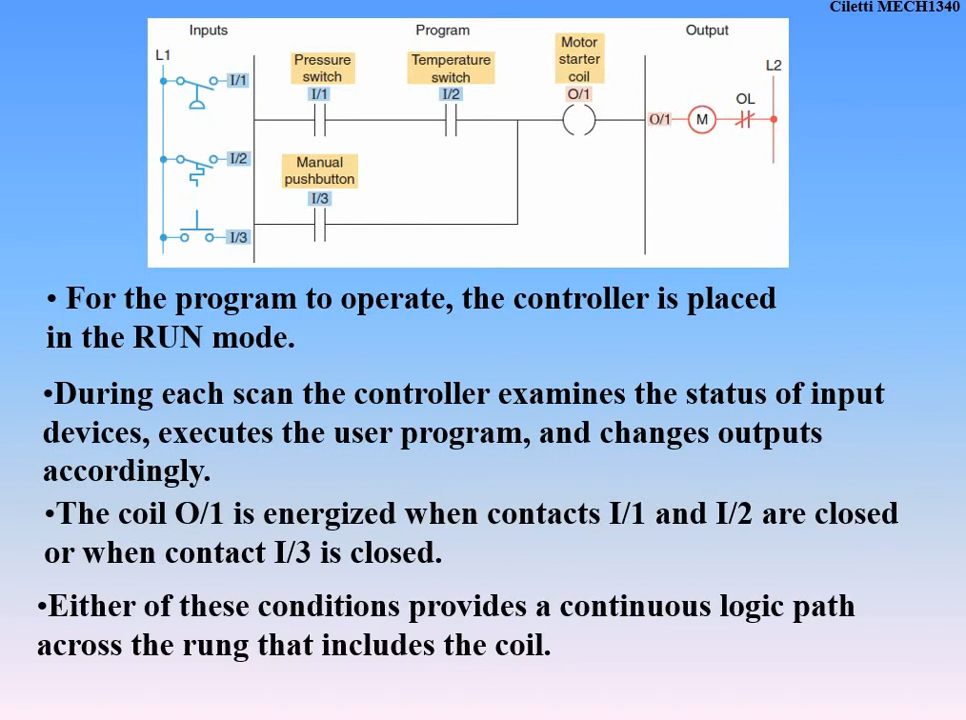 Ciletti MECH1340
Inputs
Program
Output
L1
I/1
I/2
I/3
Pressure
switch
I/1
Temperature
switch
I/2
Motor
starter
coil
O/1
Manual
pushbutton
I/3
O/1
M
OL
L2
• For the program to operate, the controller is placed
in the RUN mode.
•During each scan the controller examines the status of input
devices, executes the user program, and changes outputs
accordingly.
•The coil O/1 is energized when contacts I/1 and I/2 are closed
or when contact I/3 is closed.
•Either of these conditions provides a continuous logic path
across the rung that includes the coil.